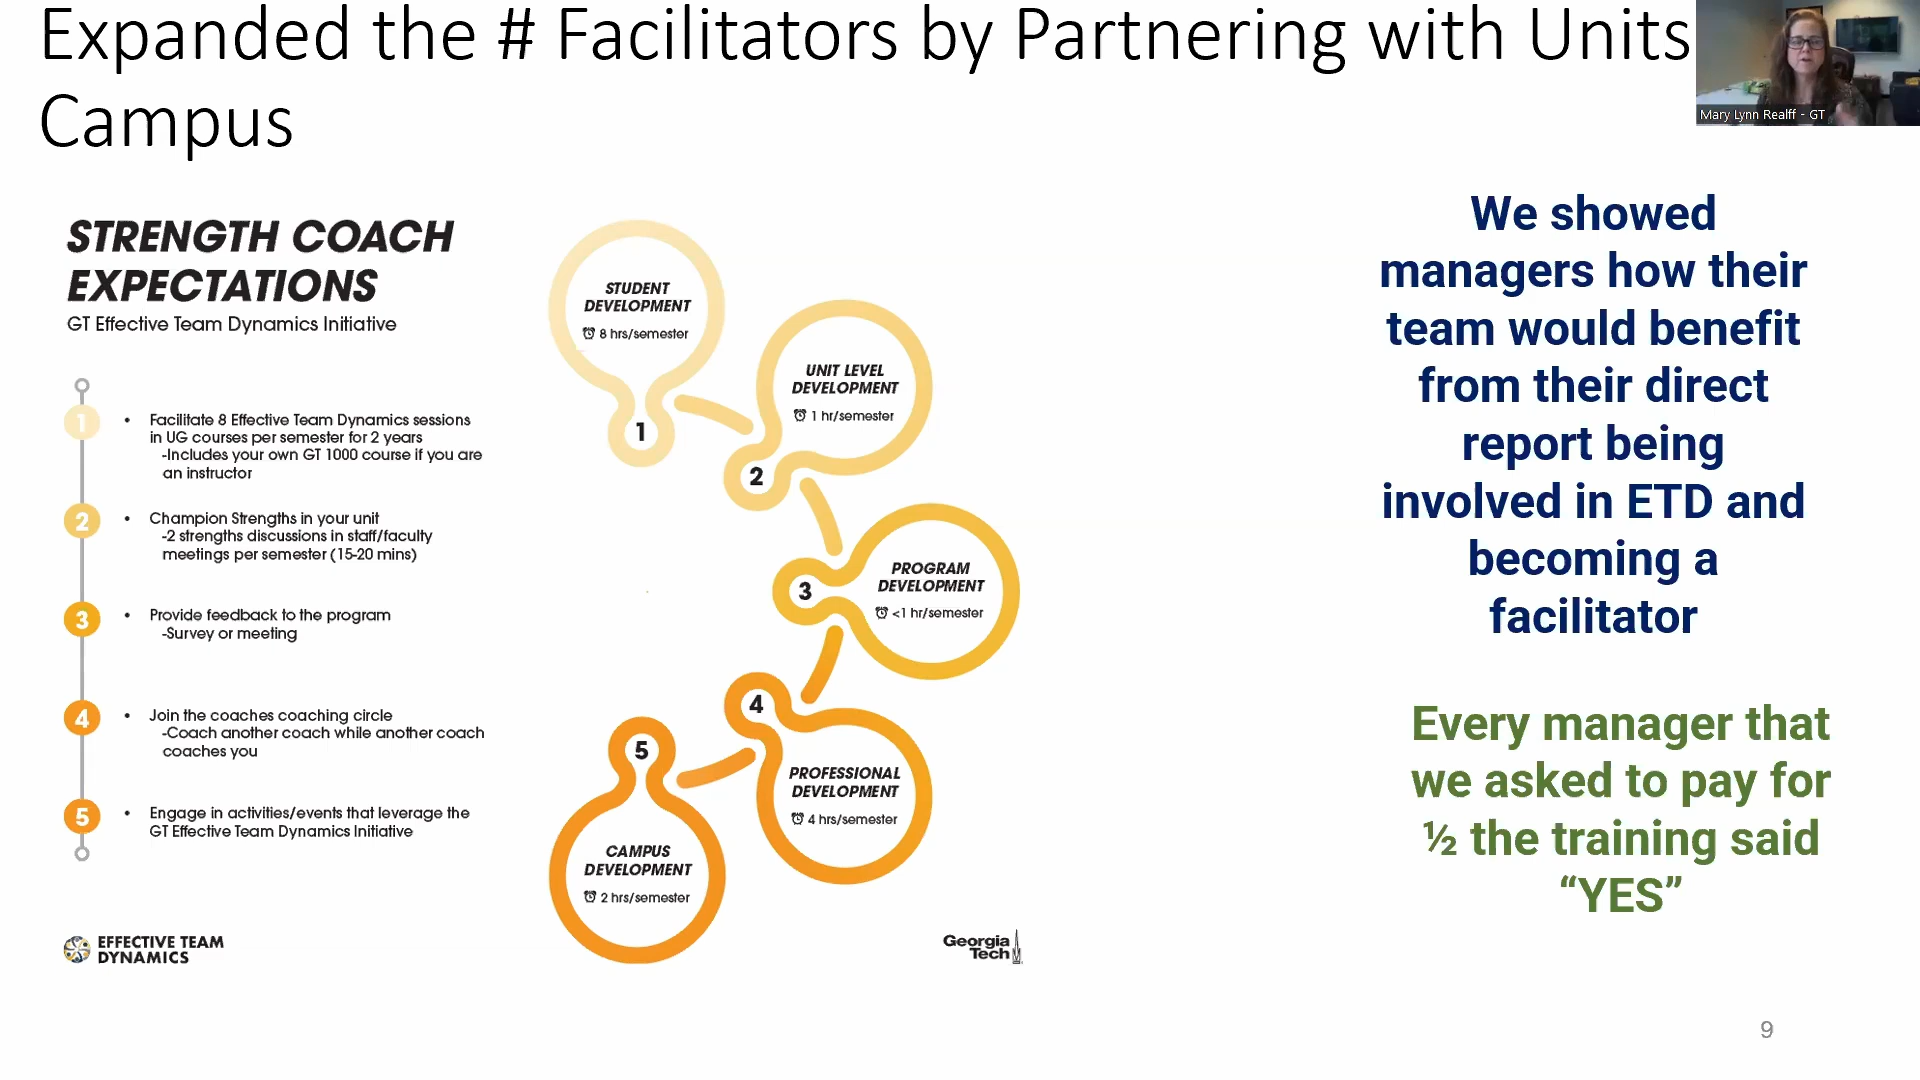 Expanded the # Facilitators by Partnering with Units
Campus
Mary Lynn Realff - GT
STRENGTH COACH
EXPECTATIONS
GT Effective Team Dynamics Initiative
1
• Facilitate 8 Effective Team Dynamics sessions
in UG courses per semester for 2 years
-Includes your own GT 1000 course if you are
an instructor
2
• Champion Strengths in your unit
-2 strengths discussions in staff/faculty
meetings per semester (15-20 mins)
3
• Provide feedback to the program
-Survey or meeting
4
• Join the coaches coaching circle
-Coach another coach while another coach
coaches you
5
• Engage in activities/events that leverage the
GT Effective Team Dynamics Initiative
EFFECTIVE TEAM
DYNAMICS
STUDENT
DEVELOPMENT
8 hrs/semester
1
UNIT LEVEL
DEVELOPMENT
1 hr/semester
2
PROGRAM
DEVELOPMENT
<1 hr/semester
3
4
PROFESSIONAL
DEVELOPMENT
4 hrs/semester
5
CAMPUS
DEVELOPMENT
2 hrs/semester
Georgia
Tech
We showed
managers how their
team would benefit
from their direct
report being
involved in ETD and
becoming a
facilitator
Every manager that
we asked to pay for
½ the training said
“YES”
9